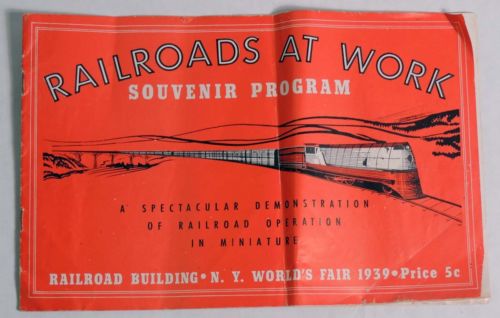 RAILROADS AT WORK
SOUVENIR PROGRAM
A SPECTACULAR DEMONSTRATION
OF RAILROAD OPERATION
IN MINIATURE
RAILROAD BUILDING • N. Y. WORLD'S FAIR 1939 • Price 5c